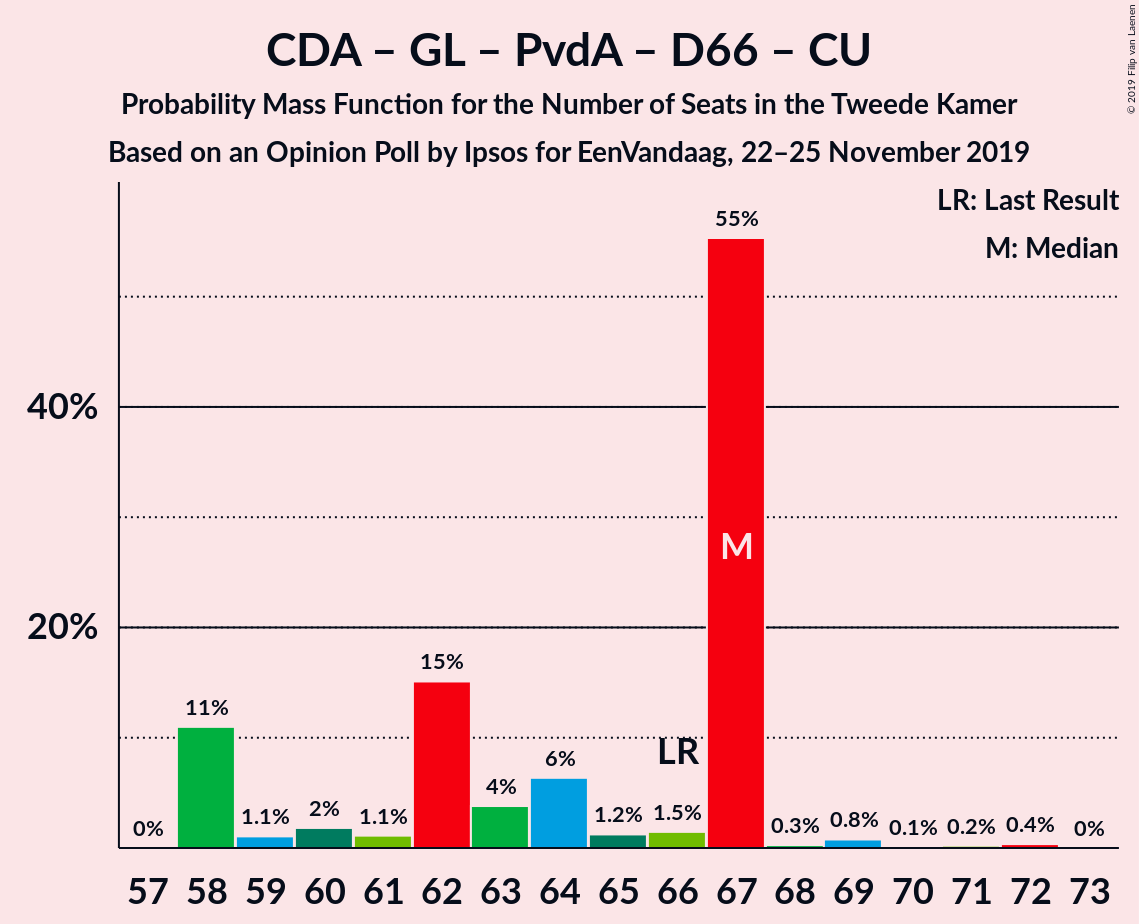 CDA – GL – PvdA – D66 – CU
Probability Mass Function for the Number of Seats in the Tweede Kamer
Based on an Opinion Poll by Ipsos for EenVandaag, 22–25 November 2019
© 2019 Filip van Laenen
LR: Last Result
M: Median
55%
40%
M
20%
15%
11%
LR
6%
4%
2%
1.5%
1.2%
1.1%
1.1%
0.8%
0.4%
0.3%
0.2%
0.1%
0%
0%
57 58 59 60 61 62 63 64 65 66 67 68 69 70 71 72 73